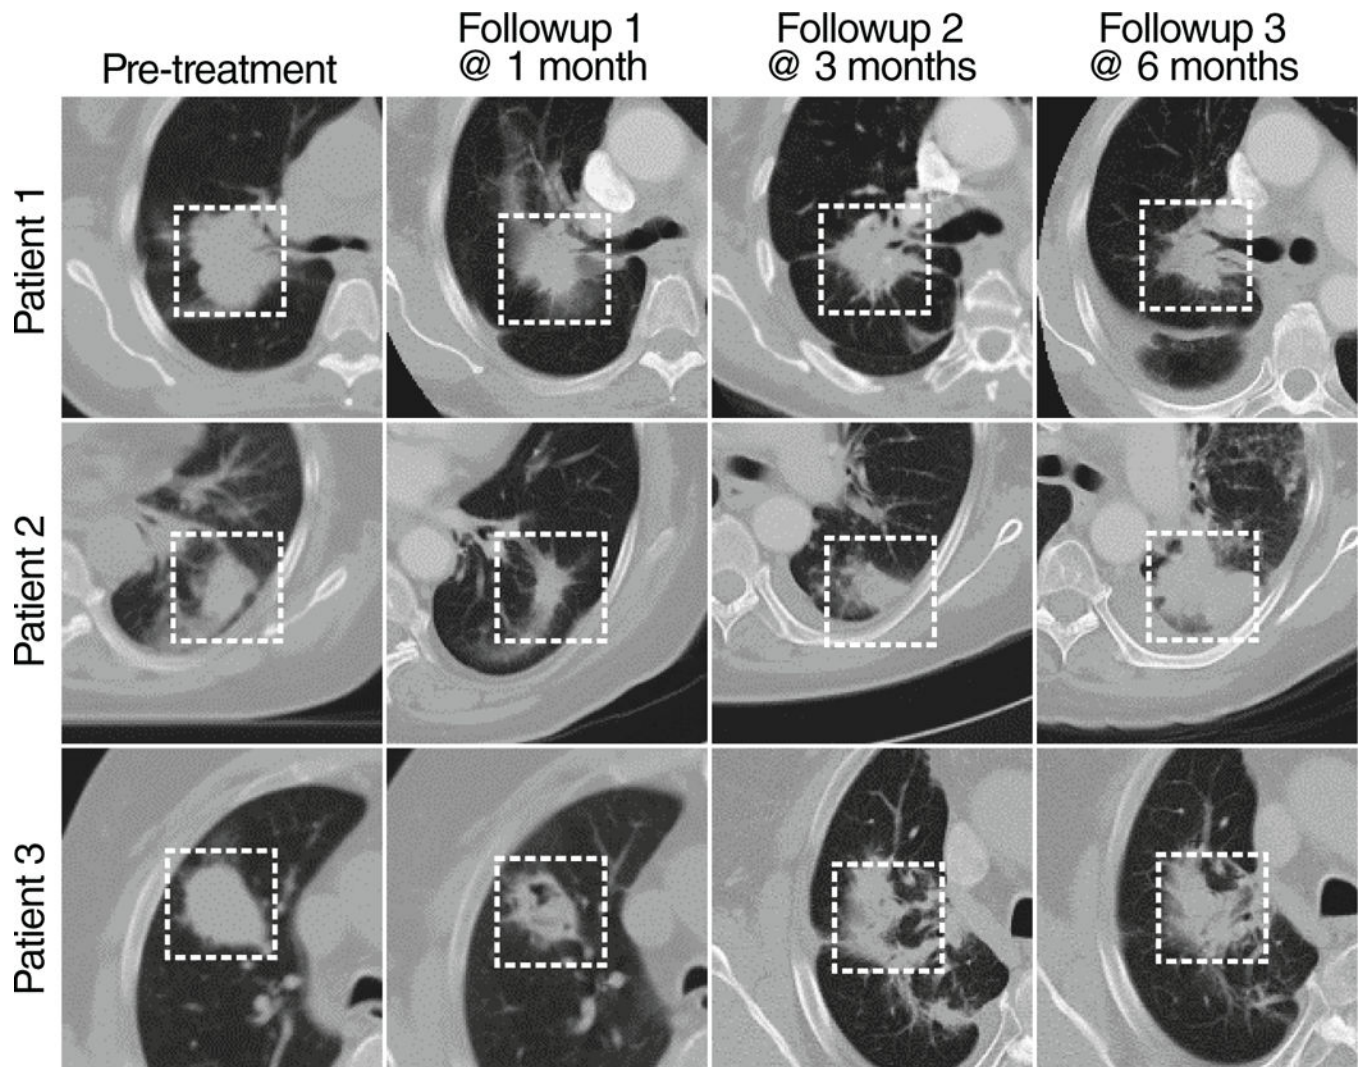 Pre-treatment
Followup 1
@ 1 month
Followup 2
@ 3 months
Followup 3
@ 6 months
Patient 1
Patient 2
Patient 3